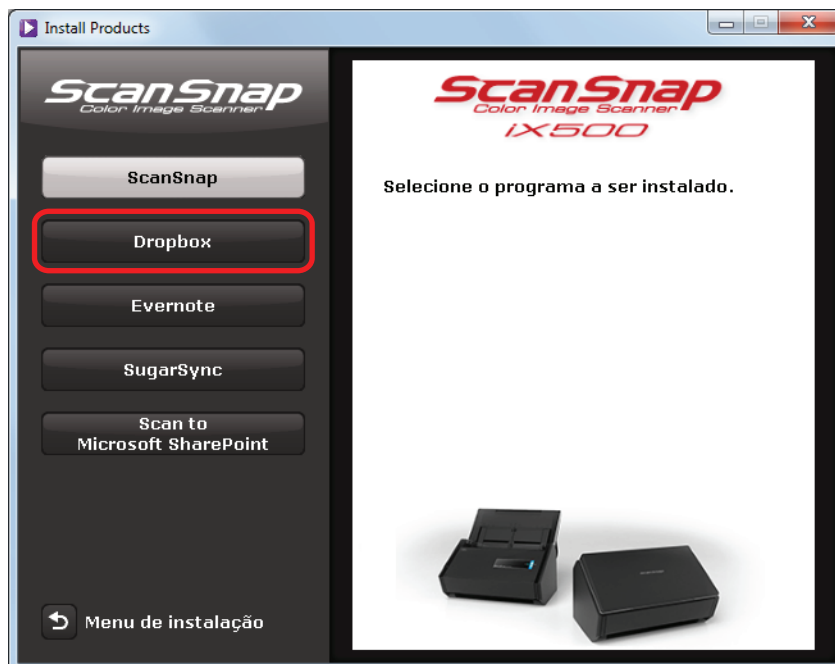 Install Products
ScanSnap
Color Image Scanner
ScanSnap
Dropbox
Evernote
SugarSync
Scan to
Microsoft SharePoint
Menu de instalação
ScanSnap
Color Image Scanner
iX500
Selecione o programa a ser instalado.